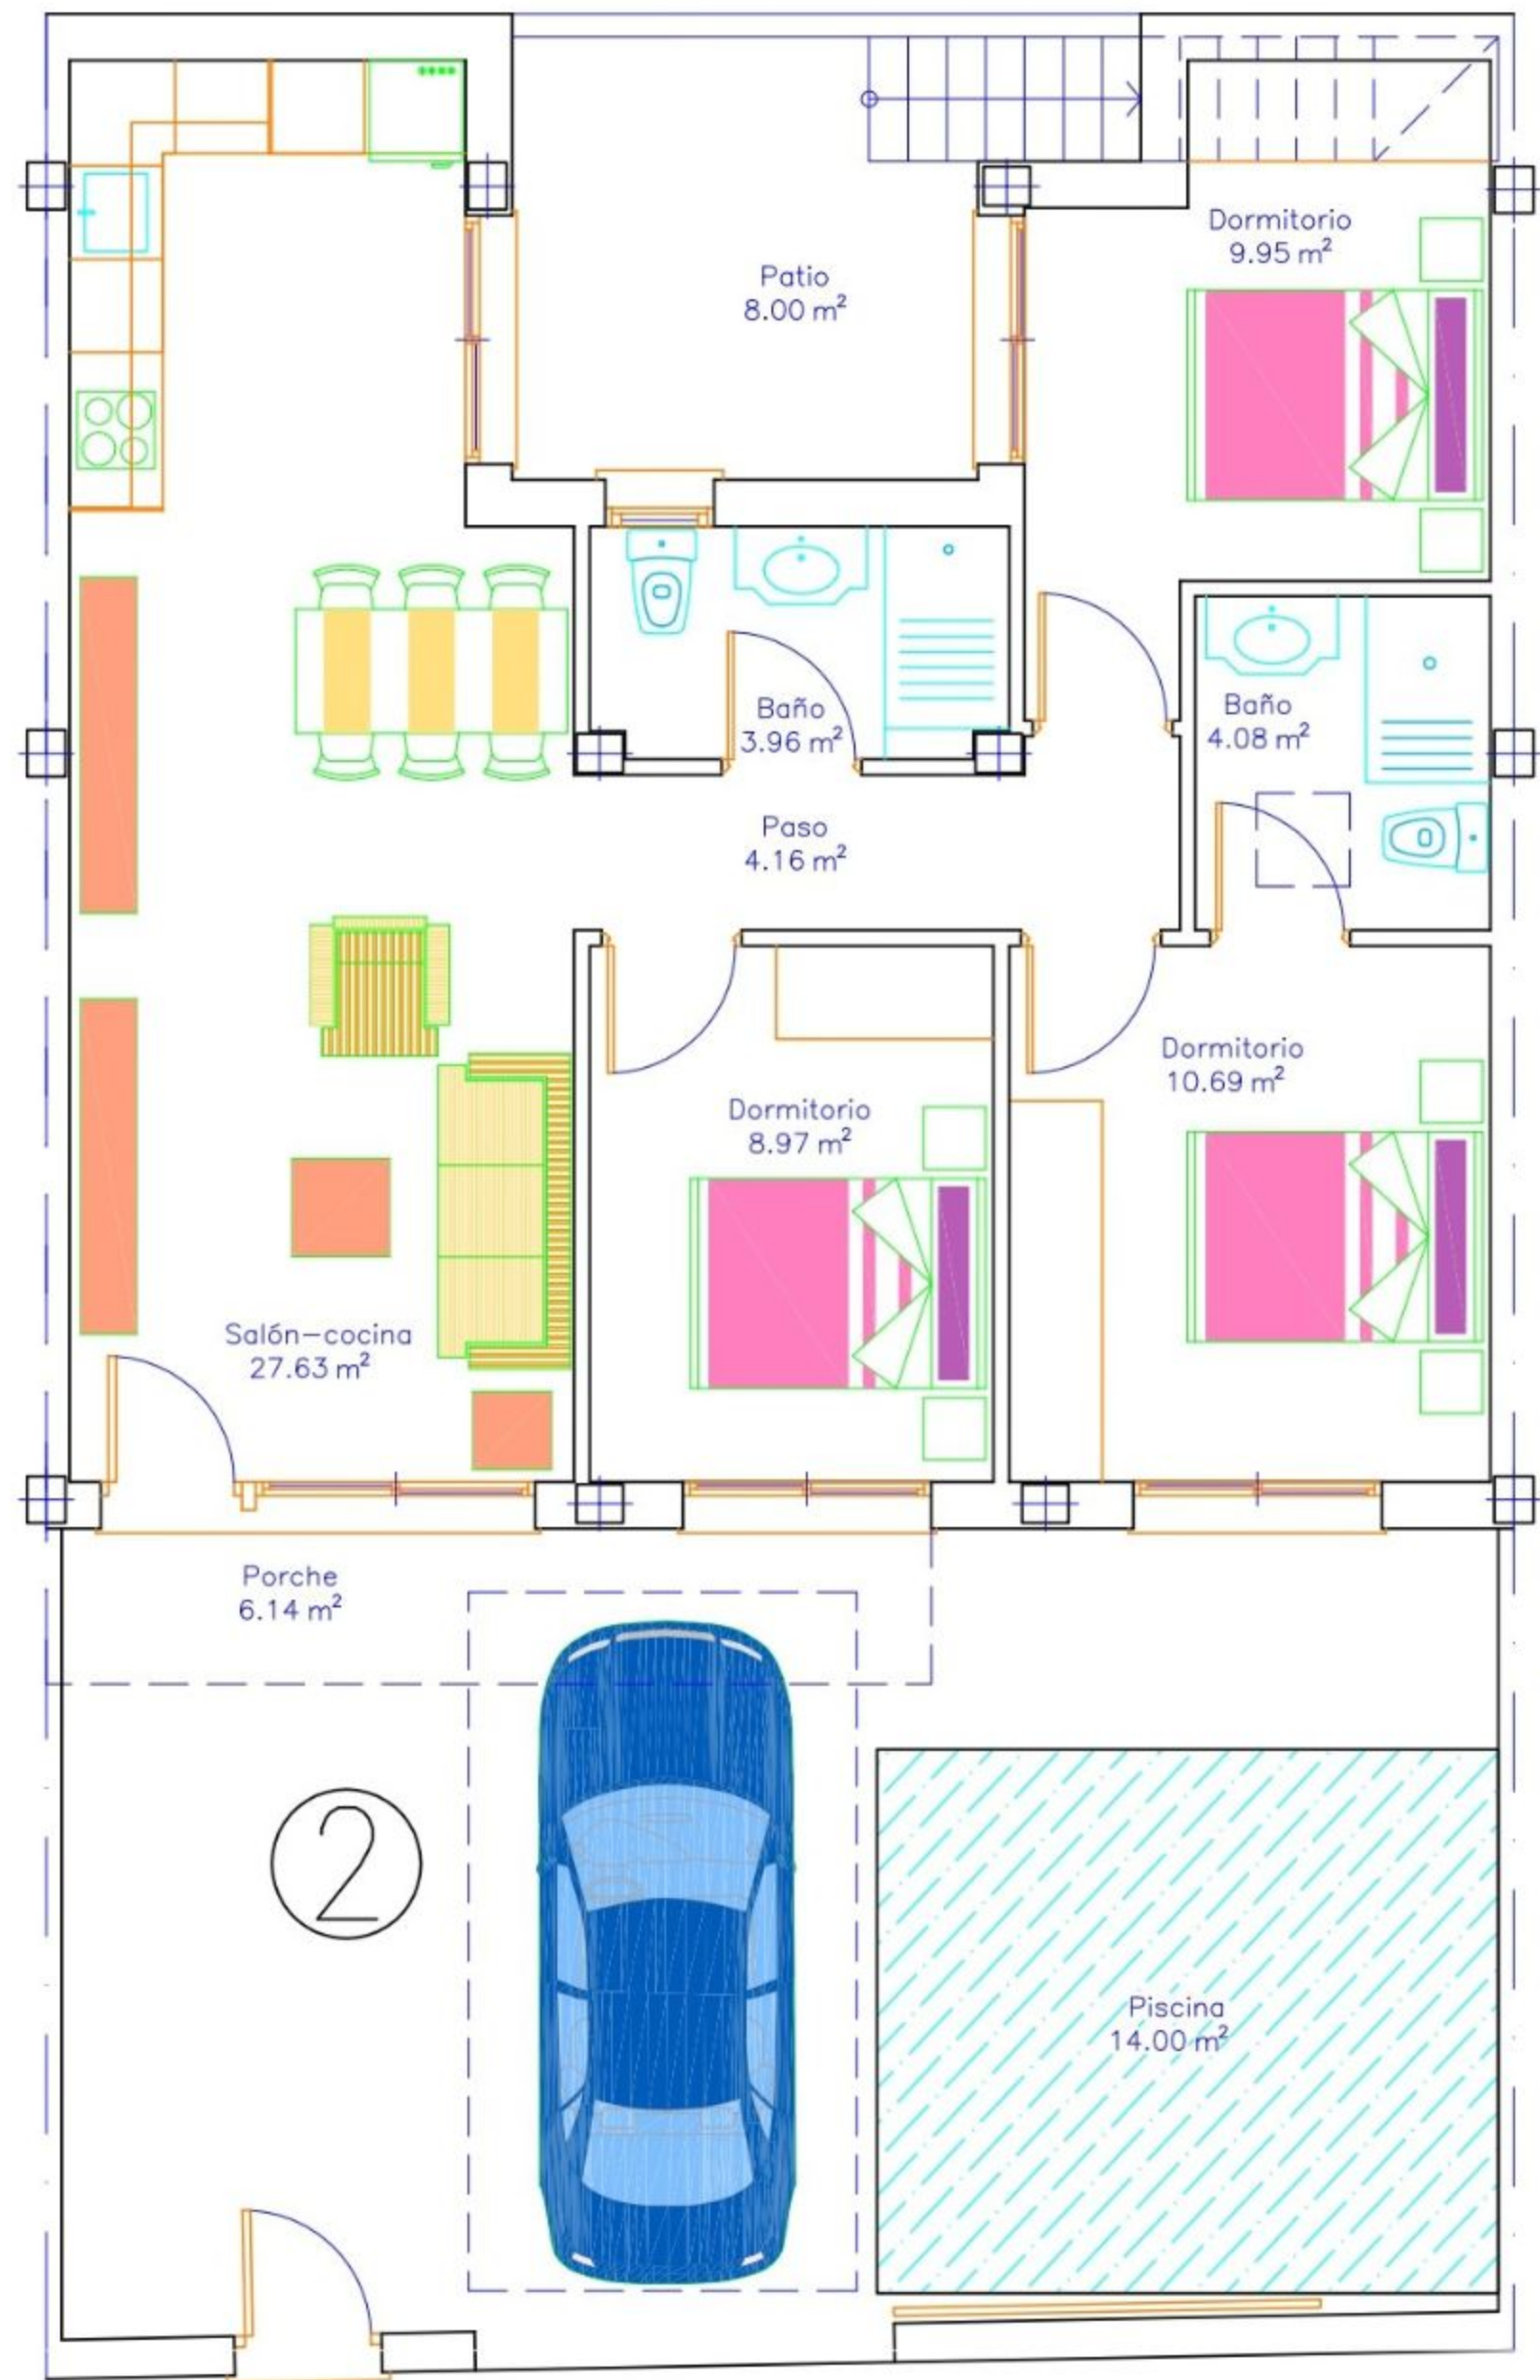 Dormitorio
9.95 m²
Patio
8.00 m²
Baño
3.96 m²
Baño
4.08 m²
Paso
4.16 m²
Dormitorio
10.69 m²
Dormitorio
8.97 m²
Salón-cocina
27.63 m²
Porche
6.14 m²
2
Piscina
14.00 m²